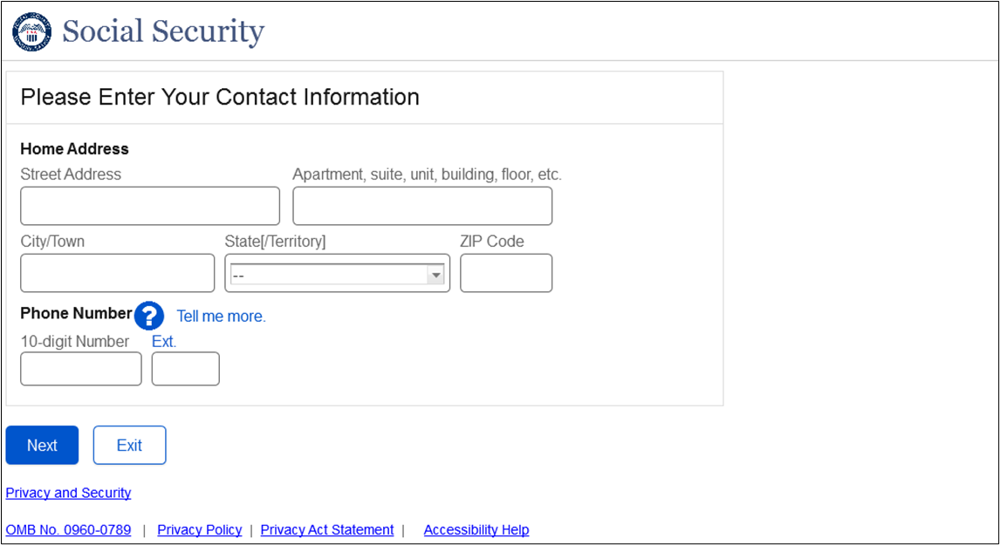 Social Security
Please Enter Your Contact Information
Home Address
Street Address Apartment, suite, unit, building, floor, etc.
City/Town State[/Territory] ZIP Code
--
Phone Number ? Tell me more.
10-digit Number Ext.
Next Exit
Privacy and Security
OMB No. 0960-0789 | Privacy Policy | Privacy Act Statement | Accessibility Help